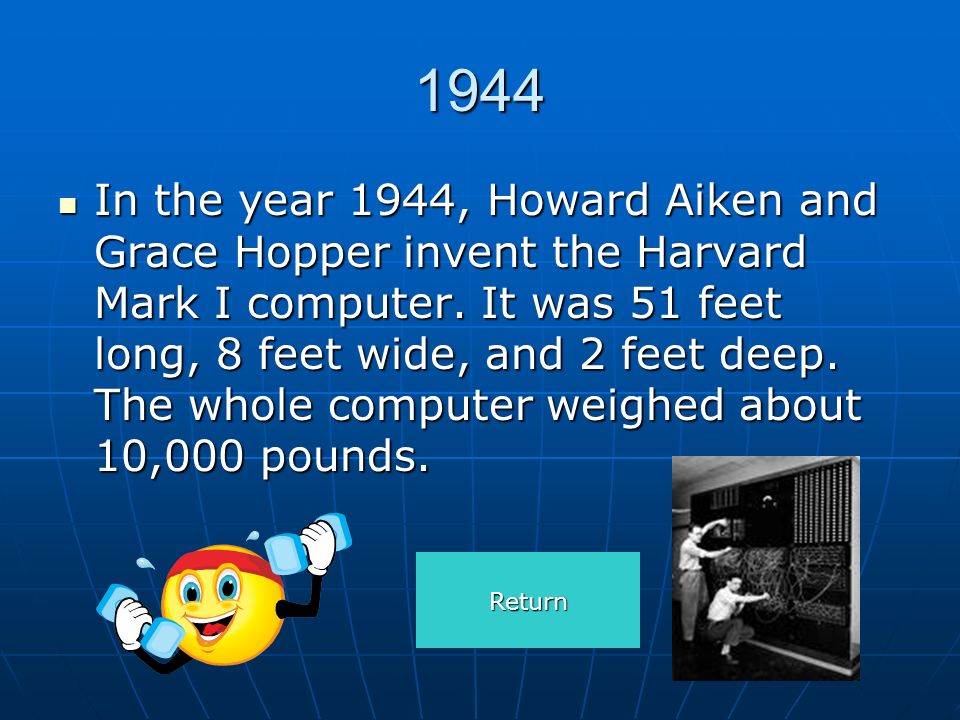 1944
In the year 1944, Howard Aiken and
Grace Hopper invent the Harvard
Mark I computer. It was 51 feet
long, 8 feet wide, and 2 feet deep.
The whole computer weighed about
10,000 pounds.
Return